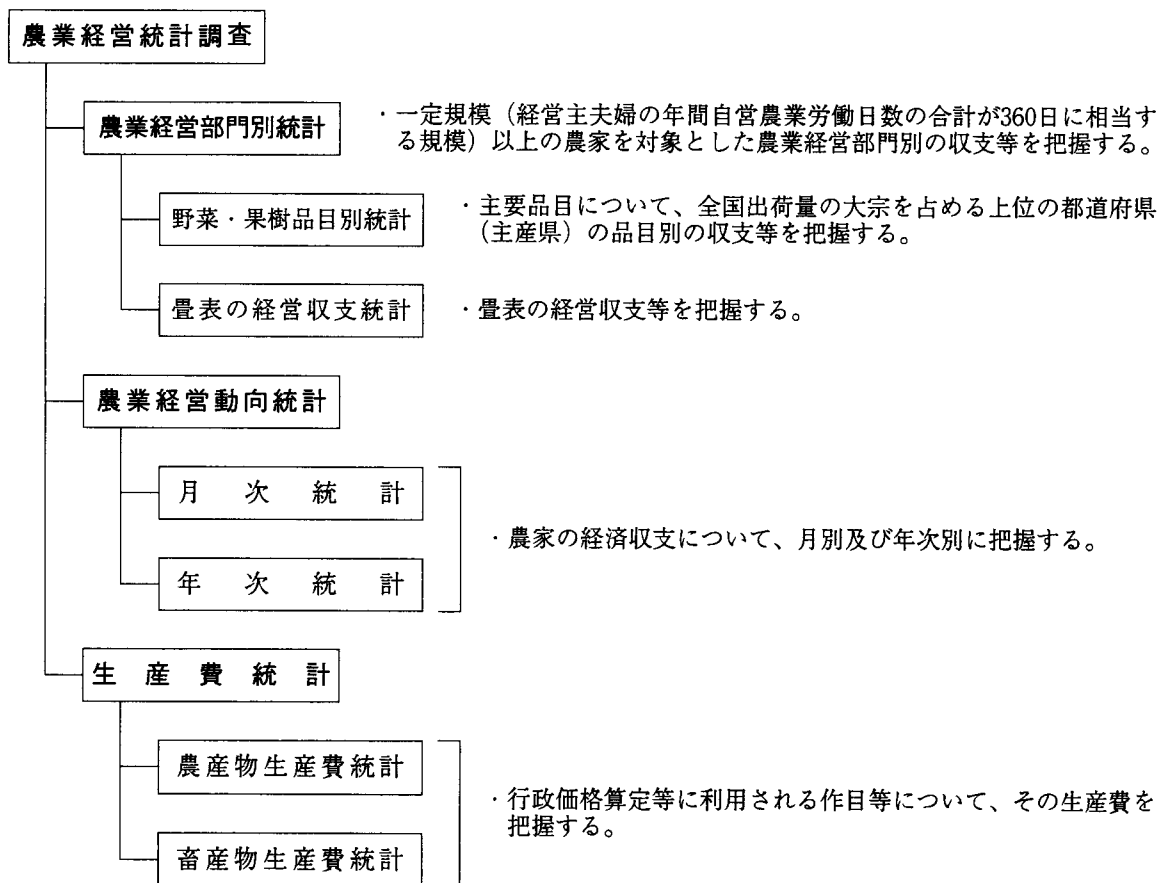 農業経営統計調査
農業経営部門別統計
・一定規模（経営主夫婦の年間自営農業労働日数の合計が360日に相当す
る規模）以上の農家を対象とした農業経営部門別の収支等を把握する。
野菜・果樹品目別統計
・主要品目について、全国出荷量の大宗を占める上位の都道府県
（主産県）の品目別の収支等を把握する。
畳表の経営収支統計
・畳表の経営収支等を把握する。
農業経営動向統計
月次統計
・農家の経済収支について、月別及び年次別に把握する。
年次統計
生産費統計
農産物生産費統計
・行政価格算定等に利用される作目等について、その生産費を
把握する。
畜産物生産費統計